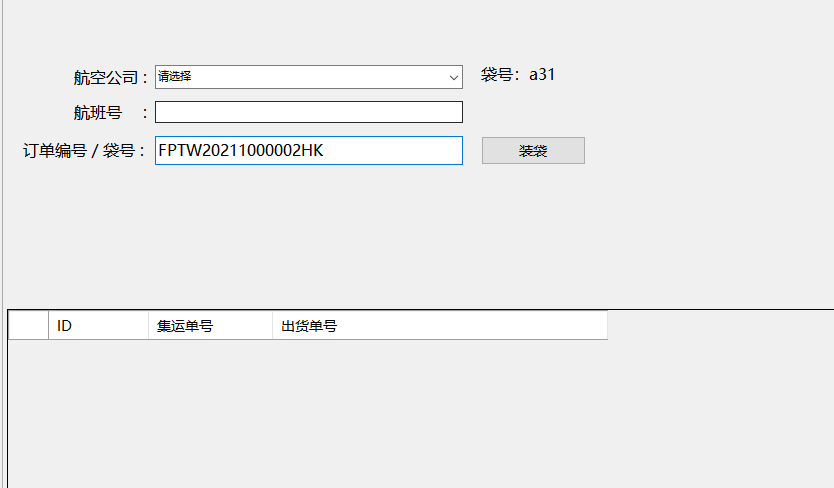 航空公司： 请选择 袋号：a31
航班号 ：
订单编号 / 袋号： FPTW20211000002HK 装袋
ID 集运单号 出货单号